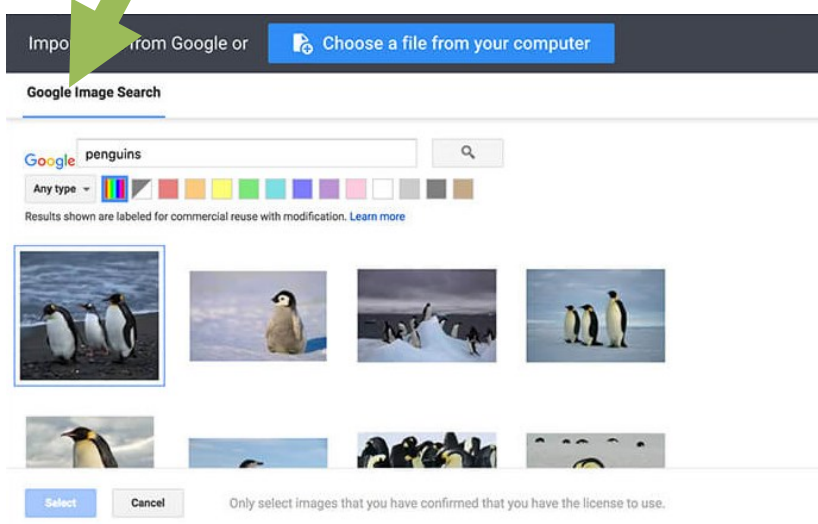 Impo from Google or
Choose a file from your computer
Google Image Search
Google
penguins
Any type
Results shown are labeled for commercial reuse with modification. Learn more
Select
Cancel
Only select images that you have confirmed that you have the license to use.